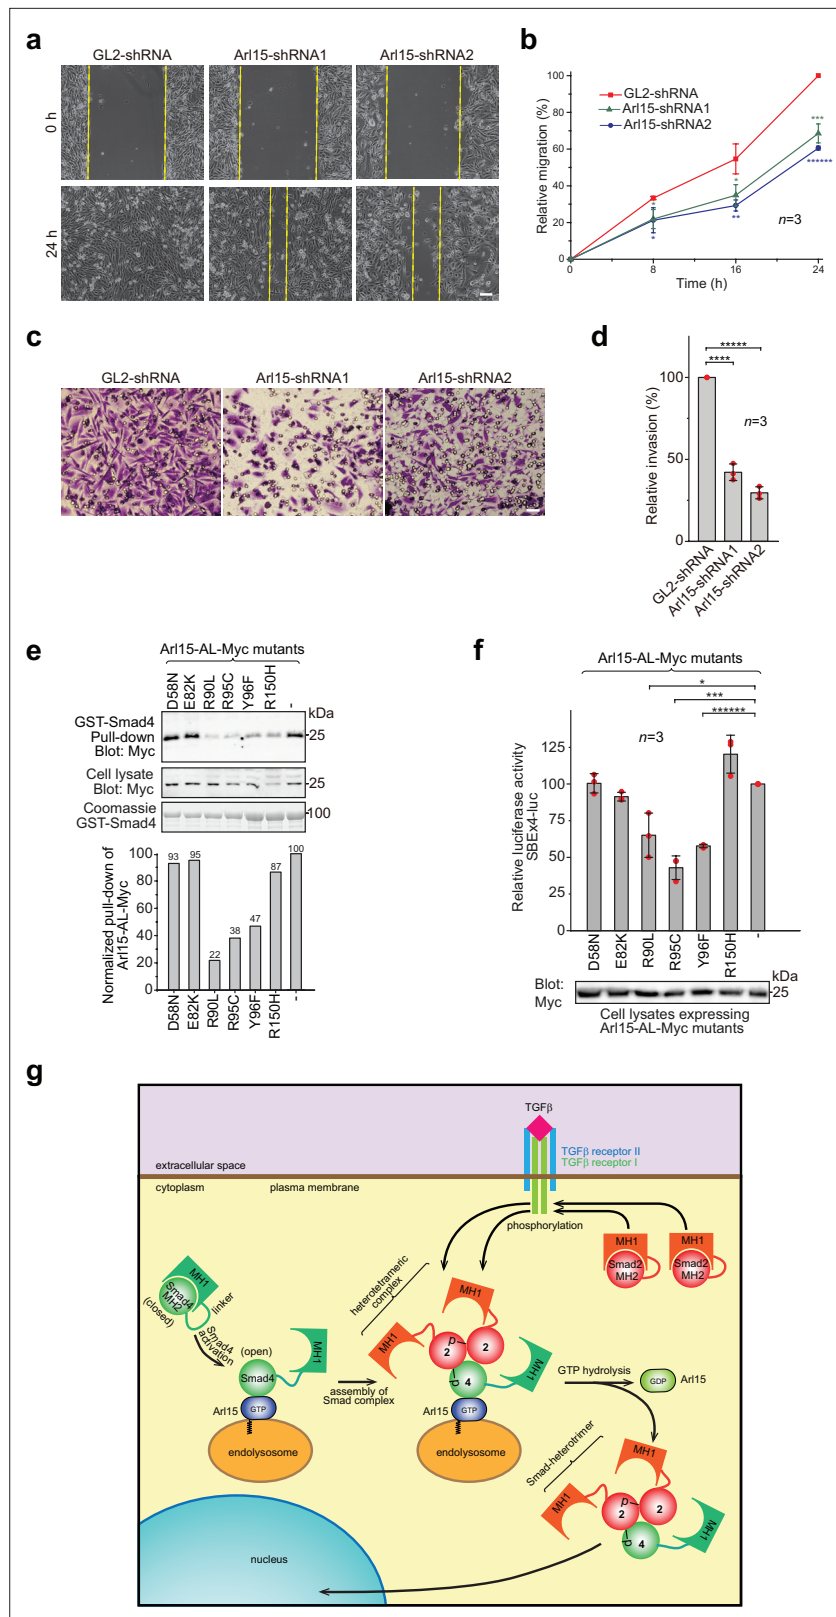 a
GL2-shRNA
Arl15-shRNA1
Arl15-shRNA2
0 h
24 h
b
Relative migration (%)
100
80
60
40
20
0
GL2-shRNA
Arl15-shRNA1
Arl15-shRNA2
***
******
*
*
*
**
n=3
0
8
16
24
Time (h)
c
GL2-shRNA
Arl15-shRNA1
Arl15-shRNA2
d
*****
****
Relative invasion (%)
100
50
0
n=3
GL2-shRNA
Arl15-shRNA1
Arl15-shRNA2
e
Arl15-AL-Myc mutants
D58N
E82K
R90L
R95C
Y96F
R150H
-
kDa
GST-Smad4
Pull-down
Blot: Myc
25
Cell lysate
Blot: Myc
25
Coomassie
GST-Smad4
100
Normalized pull-down of
Arl15-AL-Myc
100
80
60
40
20
0
93
95
22
38
47
87
100
D58N
E82K
R90L
R95C
Y96F
R150H
-
f
Arl15-AL-Myc mutants
*
***
******
n=3
Relative luciferase activity
SBEx4-luc
125
100
75
50
25
0
D58N
E82K
R90L
R95C
Y96F
R150H
-
kDa
Blot:
Myc
25
Cell lysates expressing
Arl15-AL-Myc mutants
g
TGFβ
TGFβ receptor II
TGFβ receptor I
extracellular space
cytoplasm
plasma membrane
phosphorylation
MH1
Smad2
MH2
MH1
Smad2
MH2
MH1
Smad4
MH2
(closed)
linker
Smad4
activation
(open)
Smad4
MH1
Arl15
GTP
endolysosome
assembly of
Smad complex
heterotetrameric
complex
MH1
MH1
2
p
2
p
4
MH1
Arl15
GTP
endolysosome
GTP hydrolysis
GDP
Arl15
Smad-heterotrimer
MH1
MH1
p
2
2
p
4
MH1
nucleus